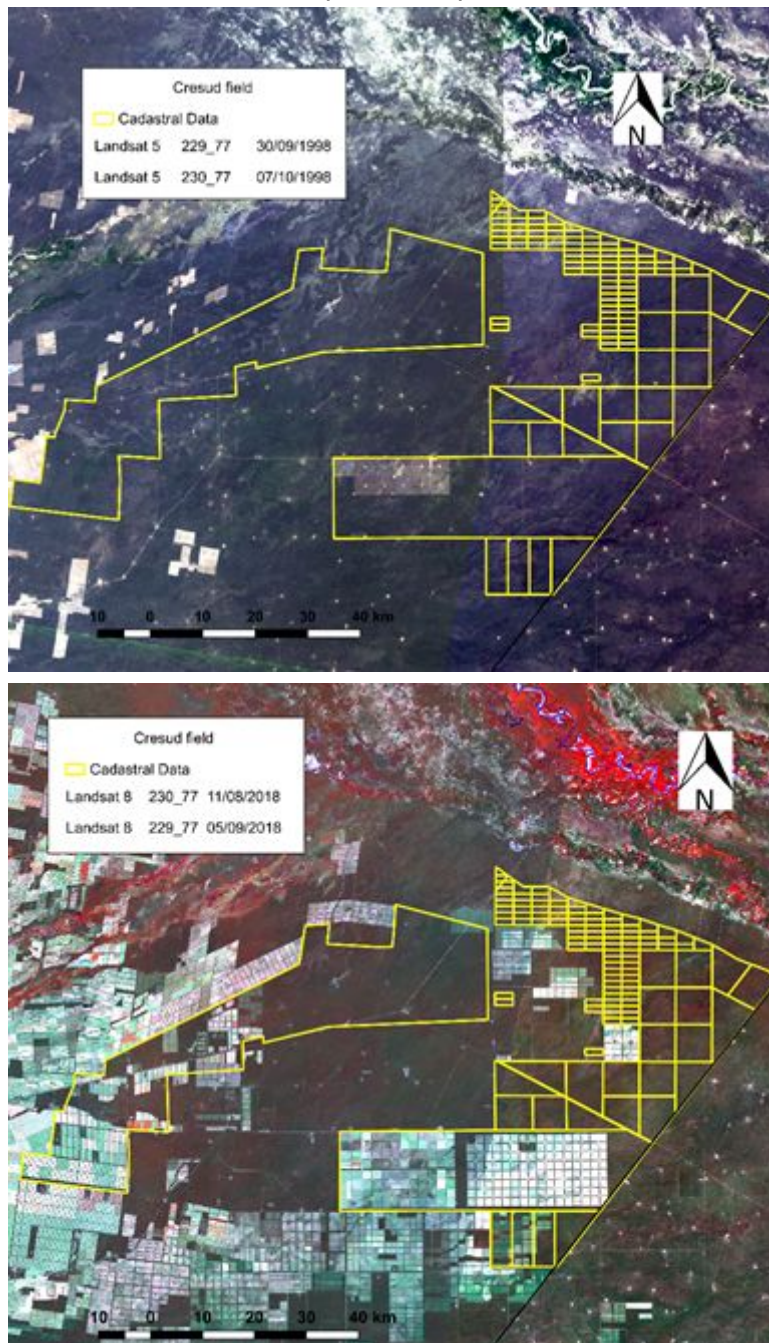 Cresud field
Cadastral Data
Landsat 5 229_77 30/09/1998
Landsat 5 230_77 07/10/1998
N
10 0 10 20 30 40 km
Cresud field
Cadastral Data
Landsat 8 230_77 11/08/2018
Landsat 8 229_77 05/09/2018
N
10 0 10 20 30 40 km